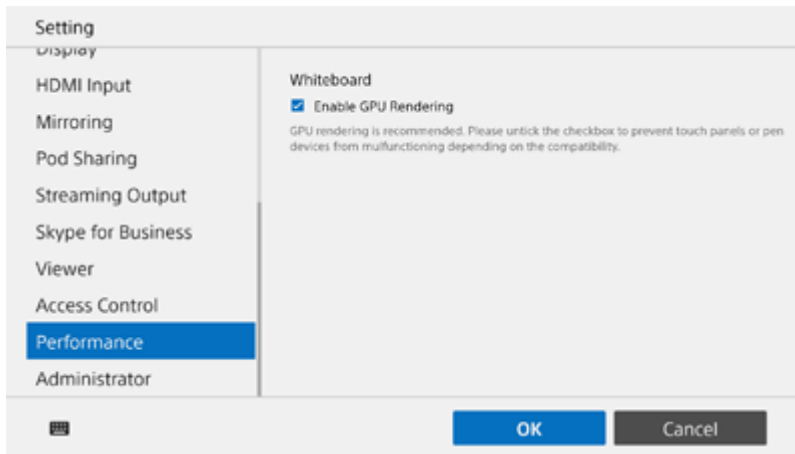 Setting
Display
HDMI Input
Mirroring
Pod Sharing
Streaming Output
Skype for Business
Viewer
Access Control
Performance
Administrator
Whiteboard
Enable GPU Rendering
GPU rendering is recommended. Please untick the checkbox to prevent touch panels or pen
devices from mulfunctioning depending on the compatibility.
OK
Cancel